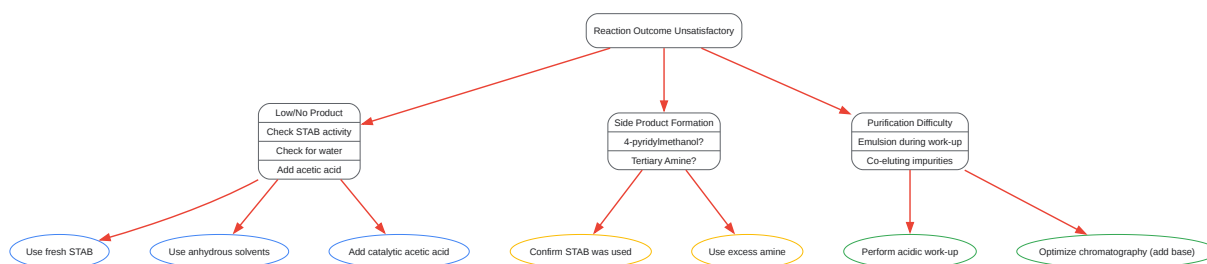 Reaction Outcome Unsatisfactory
Low/No Product
Check STAB activity
Check for water
Add acetic acid
Side Product Formation
4-pyridylmethanol?
Tertiary Amine?
Purification Difficulty
Emulsion during work-up
Co-eluting impurities
Use fresh STAB
Use anhydrous solvents
Add catalytic acetic acid
Confirm STAB was used
Use excess amine
Perform acidic work-up
Optimize chromatography (add base)